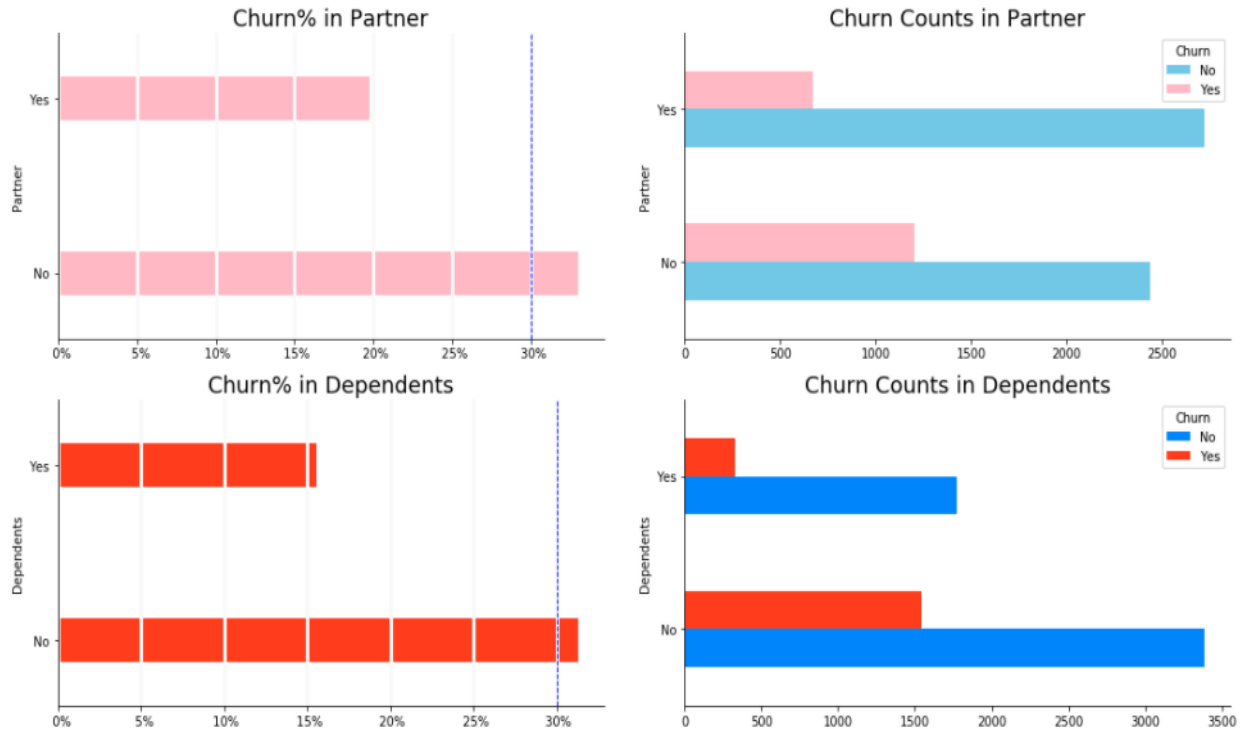 Churn% in Partner
Yes
Partner
No
0% 5% 10% 15% 20% 25% 30%
Churn Counts in Partner
Churn
No
Yes
Yes
Partner
No
0 500 1000 1500 2000 2500
Churn% in Dependents
Yes
Dependents
No
0% 5% 10% 15% 20% 25% 30%
Churn Counts in Dependents
Churn
No
Yes
Yes
Dependents
No
0 500 1000 1500 2000 2500 3000 3500